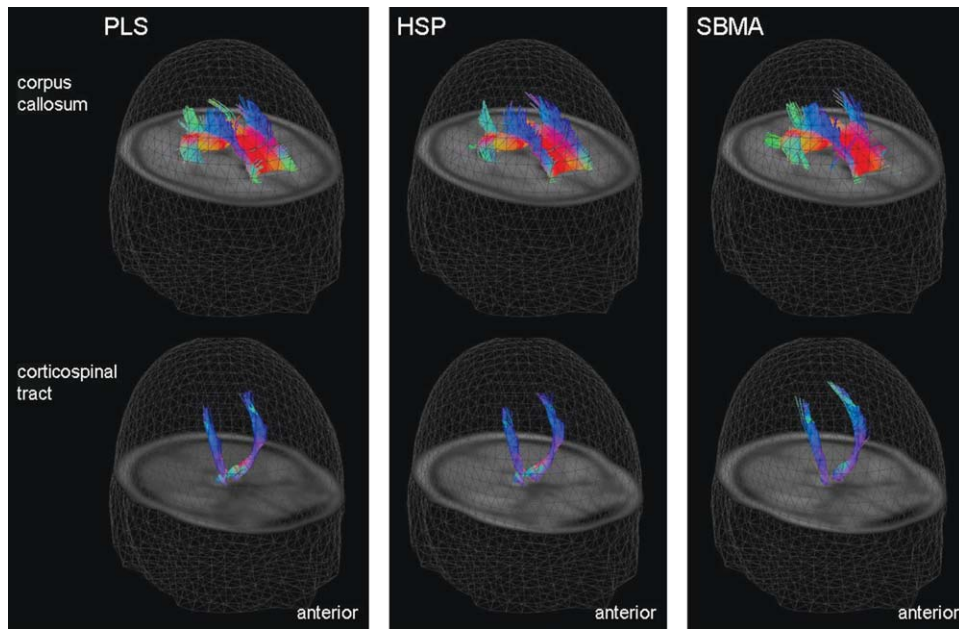 PLS
HSP
SBMA
corpus
callosum
corticospinal
tract
anterior
anterior
anterior